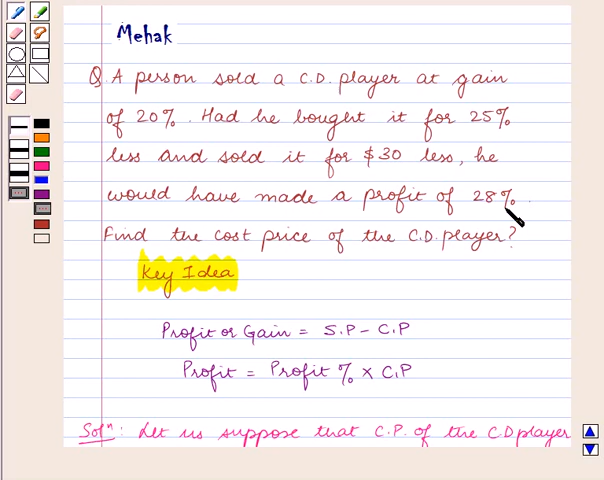 Mehak
Q. A person sold a C.D. player at gain
of 20%. Had he bought it for 25%
less and sold it for $30 less, he
would have made a profit of 28%.
Find the cost price of the C.D. player?
Key Idea
Profit or Gain = S.P - C.P
Profit = Profit % × C.P
Solⁿ: Let us suppose that C.P. of the C.D player